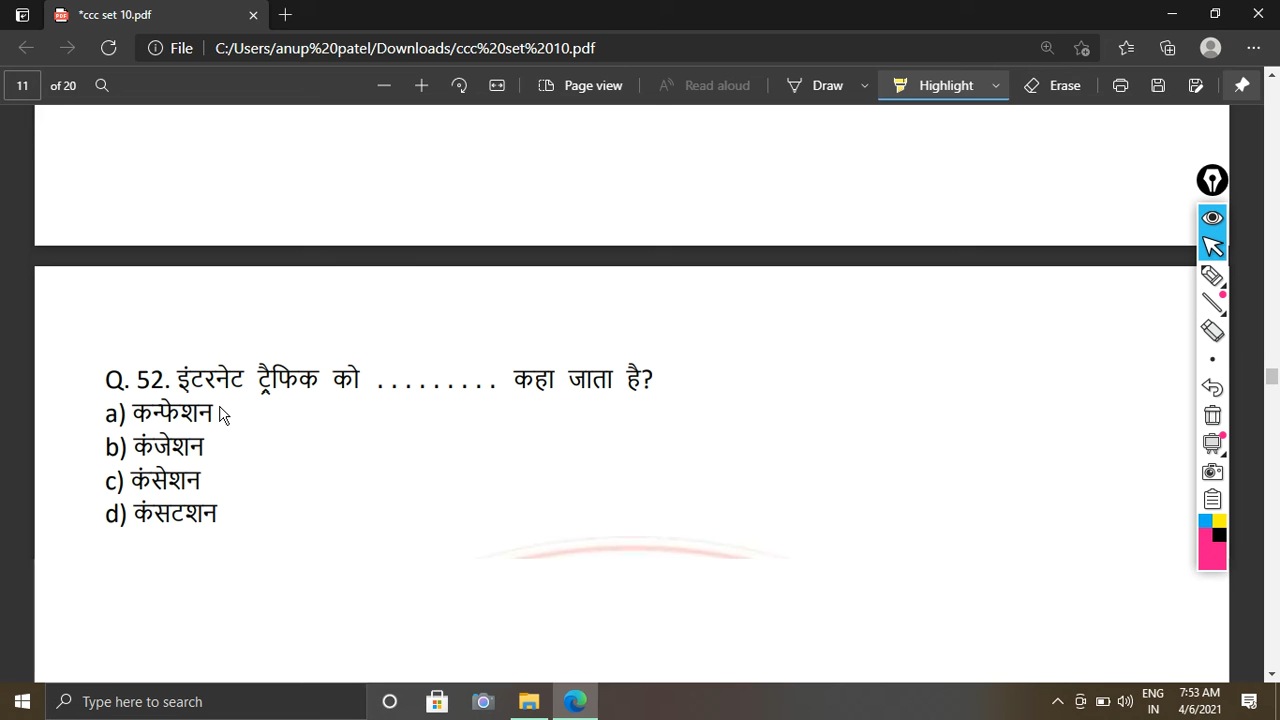 *ccc set 10.pdf
File C:/Users/anup%20patel/Downloads/ccc%20set%2010.pdf
11 of 20 Page view Read aloud Draw Highlight Erase
Q. 52. इंटरनेट ट्रैफिक को ......... कहा जाता है?
a) कन्फेशन
b) कंजेशन
c) कंसेशन
d) कंसटशन
Type here to search
ENG 7:53 AM
IN 4/6/2021